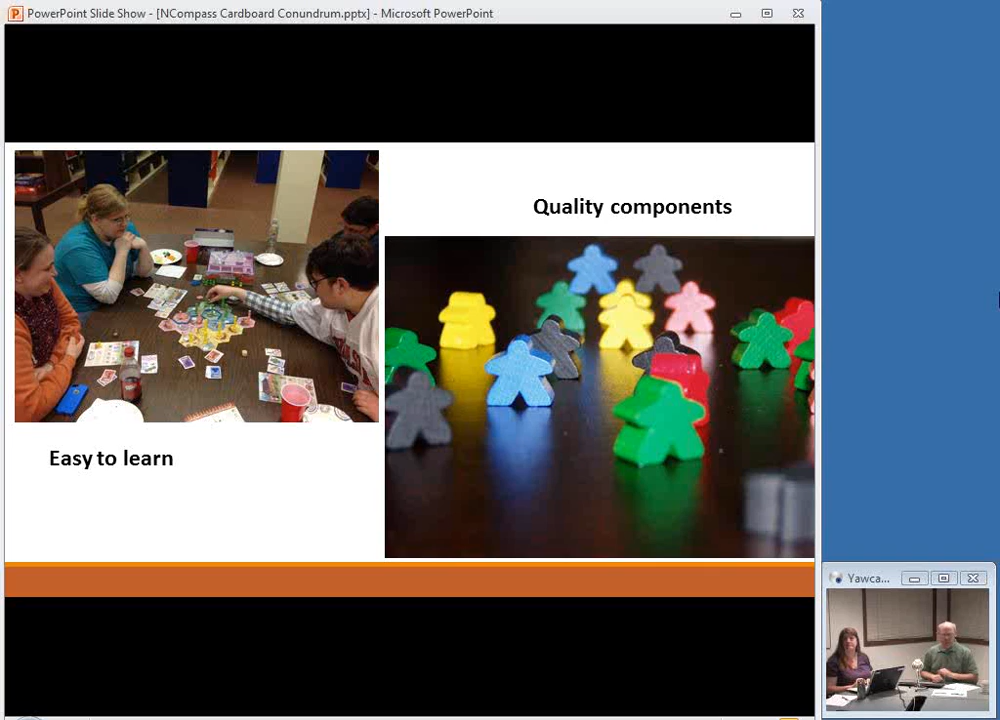 PowerPoint Slide Show - [NCompass Cardboard Conundrum.pptx] - Microsoft PowerPoint
Quality components
Easy to learn
Yawca...